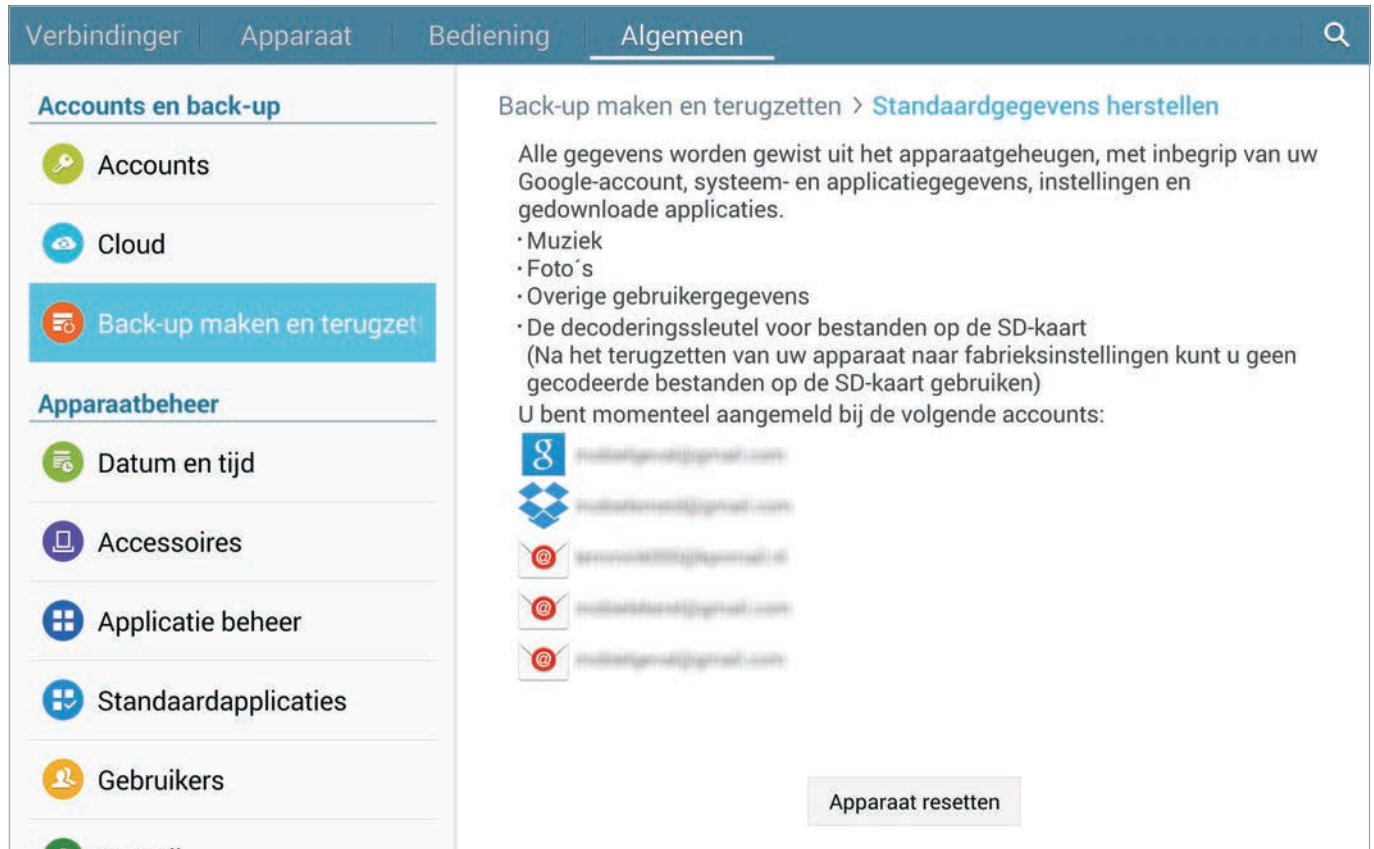 Verbindinger
Apparaat
Bediening
Algemeen
Accounts en back-up
Accounts
Cloud
Back-up maken en terugzet
Apparaatbeheer
Datum en tijd
Accessoires
Applicatie beheer
Standaardapplicaties
Gebruikers
Back-up maken en terugzetten > Standaardgegevens herstellen
Alle gegevens worden gewist uit het apparaatgeheugen, met inbegrip van uw
Google-account, systeem- en applicatiegegevens, instellingen en
gedownloade applicaties.
· Muziek
· Foto´s
· Overige gebruikergegevens
· De decoderingssleutel voor bestanden op de SD-kaart
(Na het terugzetten van uw apparaat naar fabrieksinstellingen kunt u geen
gecodeerde bestanden op de SD-kaart gebruiken)
U bent momenteel aangemeld bij de volgende accounts:
Apparaat resetten